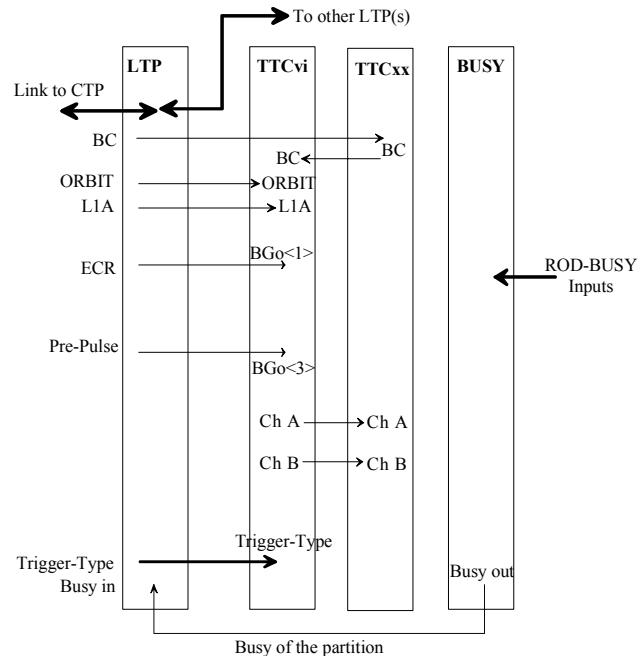 To other LTP(s)
LTP
TTCvi
TTCxx
BUSY
Link to CTP
BC
BC
BC
ORBIT
ORBIT
L1A
L1A
BGo<1>
ECR
ROD-BUSY
Inputs
Pre-Pulse
BGo<3>
Ch A
Ch A
Ch B
Ch B
Trigger-Type
Trigger-Type
Busy in
Busy out
Busy of the partition